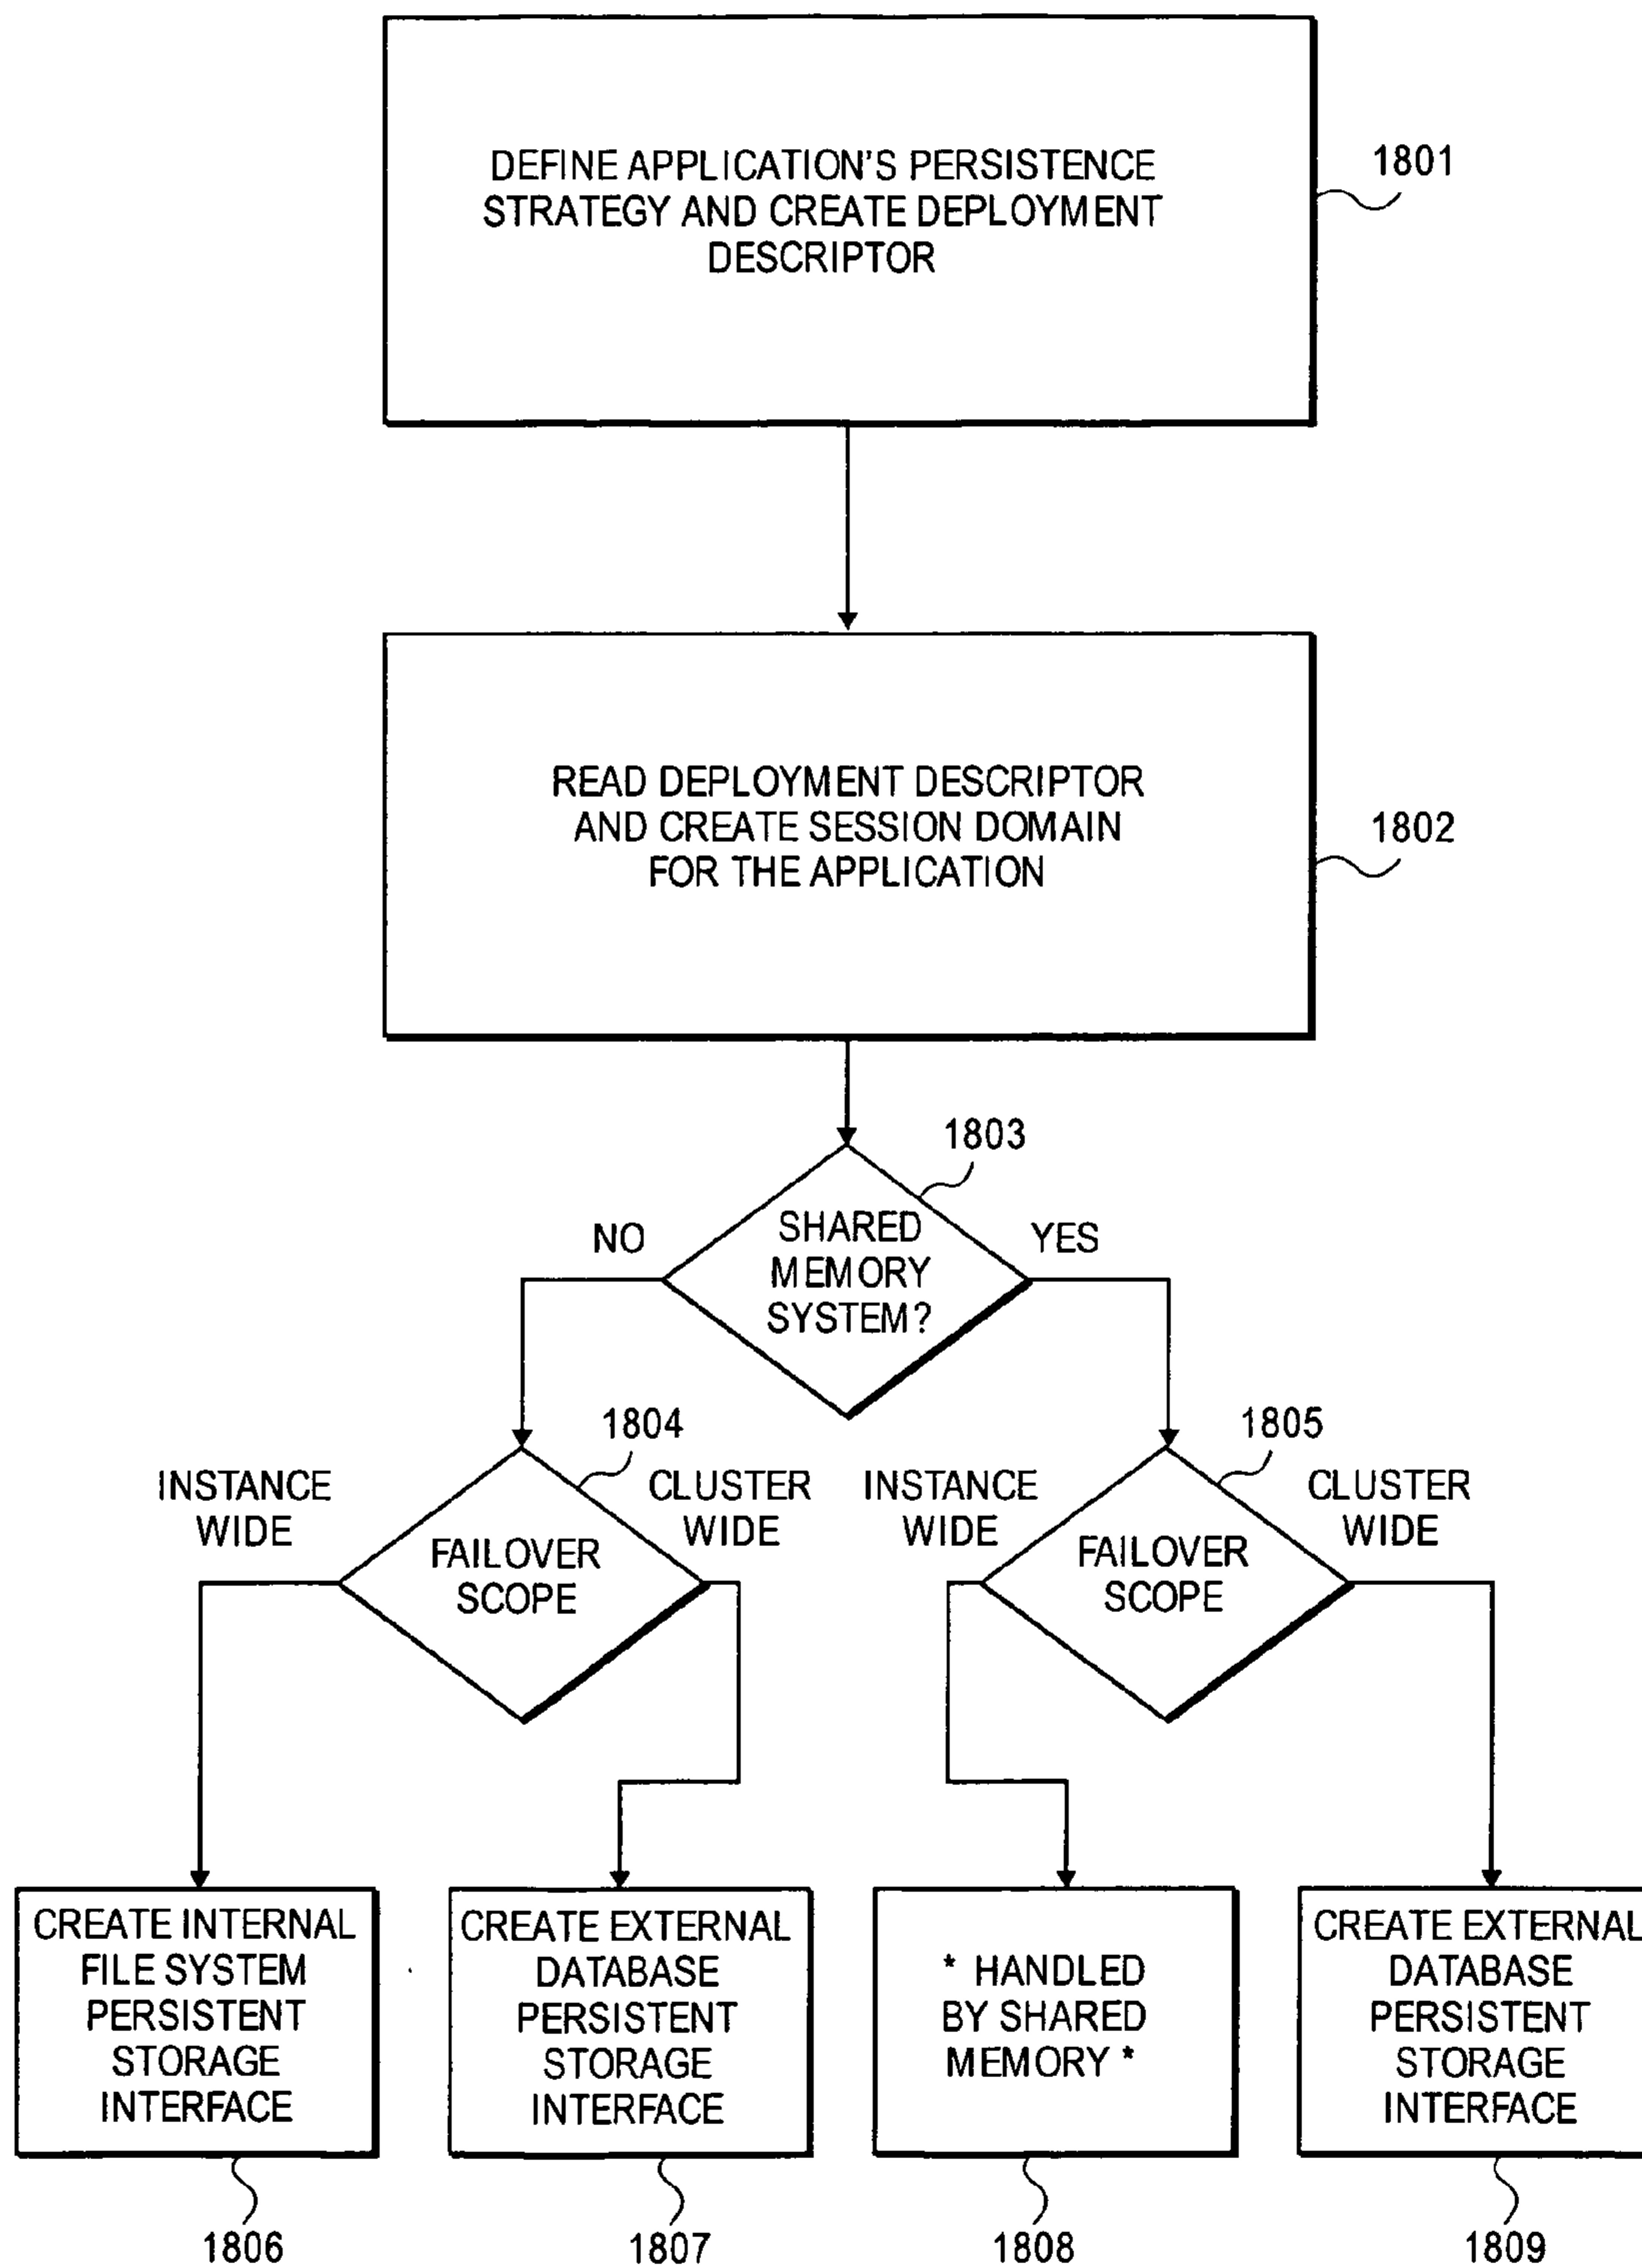 DEFINE APPLICATION'S PERSISTENCE
STRATEGY AND CREATE DEPLOYMENT
DESCRIPTOR
1801
READ DEPLOYMENT DESCRIPTOR
AND CREATE SESSION DOMAIN
FOR THE APPLICATION
1802
1803
NO
SHARED
MEMORY
SYSTEM?
YES
1804
INSTANCE
WIDE
FAILOVER
SCOPE
CLUSTER
WIDE
1805
INSTANCE
WIDE
FAILOVER
SCOPE
CLUSTER
WIDE
CREATE INTERNAL
FILE SYSTEM
PERSISTENT
STORAGE
INTERFACE
1806
CREATE EXTERNAL
DATABASE
PERSISTENT
STORAGE
INTERFACE
1807
* HANDLED
BY SHARED
MEMORY *
1808
CREATE EXTERNAL
DATABASE
PERSISTENT
STORAGE
INTERFACE
1809